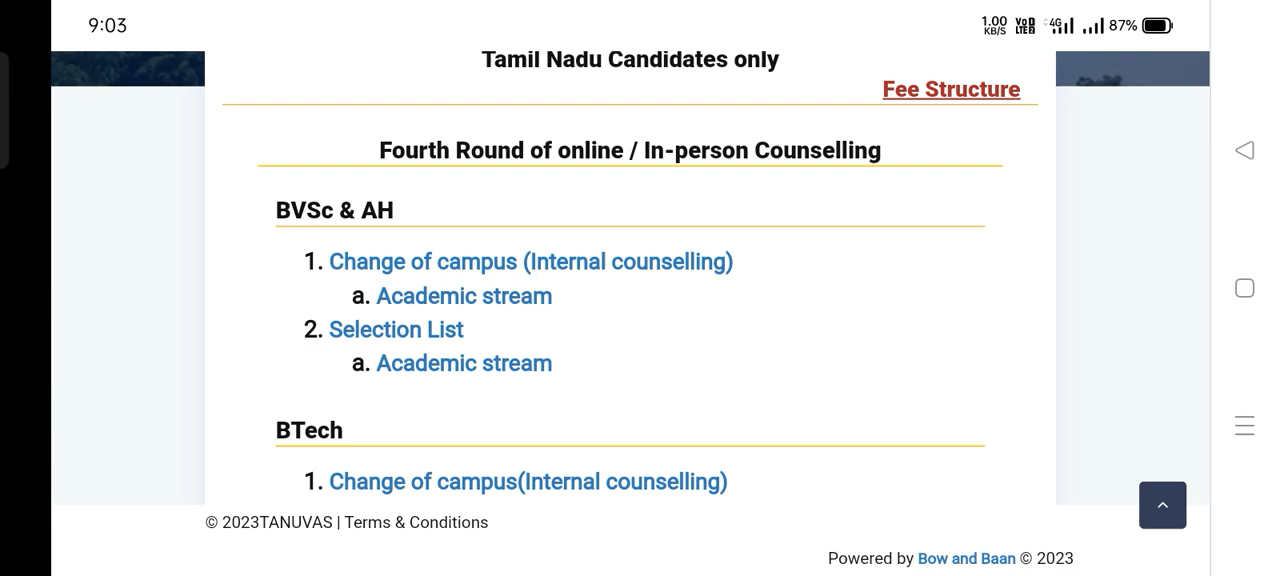 9:03
1.00 KB/S VoD LTE2 4G 87%
Tamil Nadu Candidates only
Fee Structure
Fourth Round of online / In-person Counselling
BVSc & AH
1. Change of campus (Internal counselling)
a. Academic stream
2. Selection List
a. Academic stream
BTech
1. Change of campus(Internal counselling)
© 2023TANUVAS | Terms & Conditions
Powered by Bow and Baan © 2023